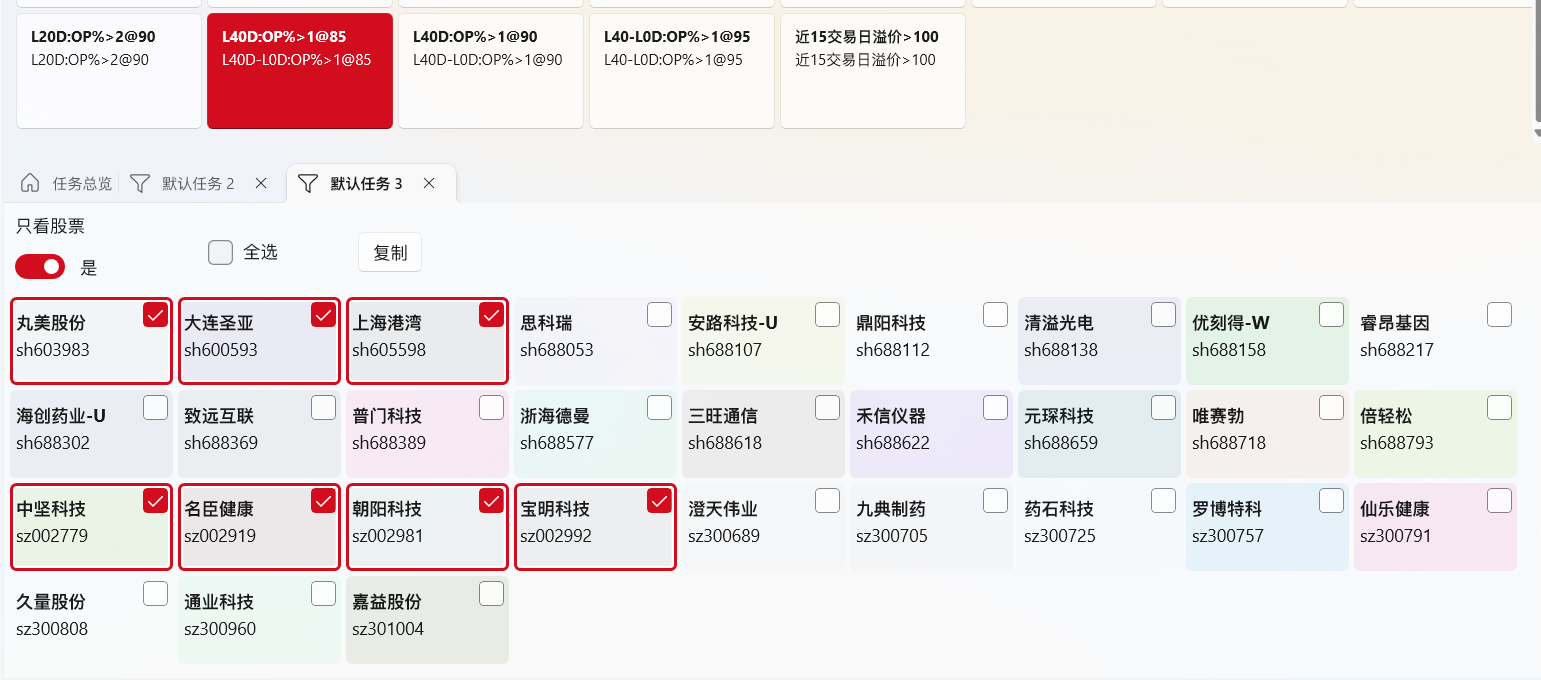 L20D:OP%>2@90
L20D:OP%>2@90
L40D:OP%>1@85
L40D-L0D:OP%>1@85
L40D:OP%>1@90
L40D-L0D:OP%>1@90
L40-L0D:OP%>1@95
L40-L0D:OP%>1@95
近15交易日溢价>100
近15交易日溢价>100
任务总览
默认任务 2
默认任务 3
只看股票
是
全选
复制
丸美股份
sh603983
大连圣亚
sh600593
上海港湾
sh605598
思科瑞
sh688053
安路科技-U
sh688107
鼎阳科技
sh688112
清溢光电
sh688138
优刻得-W
sh688158
睿昂基因
sh688217
海创药业-U
sh688302
致远互联
sh688369
普门科技
sh688389
浙海德曼
sh688577
三旺通信
sh688618
禾信仪器
sh688622
元琛科技
sh688659
唯赛勃
sh688718
倍轻松
sh688793
中坚科技
sz002779
名臣健康
sz002919
朝阳科技
sz002981
宝明科技
sz002992
澄天伟业
sz300689
九典制药
sz300705
药石科技
sz300725
罗博特科
sz300757
仙乐健康
sz300791
久量股份
sz300808
通业科技
sz300960
嘉益股份
sz301004